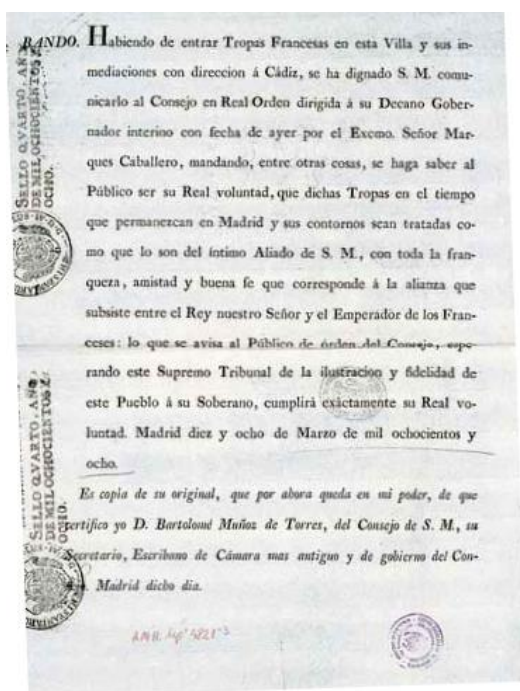 BANDO. Habiendo de entrar Tropas Francesas en esta Villa y sus in-
mediaciones con direccion á Cádiz, se ha dignado S. M. comu-
nicarlo al Consejo en Real Orden dirigida á su Decano Gober-
nador interino con fecha de ayer por el Excmo. Señor Mar-
ques Caballero, mandando, entre otras cosas, se haga saber al
Público ser su Real voluntad, que dichas Tropas en el tiempo
que permanezcan en Madrid y sus contornos sean tratadas co-
mo que lo son del íntimo Aliado de S. M., con toda la fran-
queza, amistad y buena fe que corresponde á la alianza que
subsiste entre el Rey nuestro Señor y el Emperador de los Fran-
ceses: lo que se avisa al Público de órden del Consejo, espe-
rando este Supremo Tribunal de la ilustracion y fidelidad de
este Pueblo á su Soberano, cumplirá exâctamente su Real vo-
luntad. Madrid diez y ocho de Marzo de mil ochocientos y
ocho.
Es copia de su original, que por ahora queda en mi poder, de que
certifico yo D. Bartolomé Muñoz de Torres, del Consejo de S. M., su
Secretario, Escribano de Cámara mas antiguo y de gobierno del Con-
Madrid dicho dia.
SELLO QVARTO, AÑO
DE MIL OCHOCIENTOS Y
OCHO.
SELLO QVARTO, AÑO
DE MIL OCHOCIENTOS Y
OCHO.